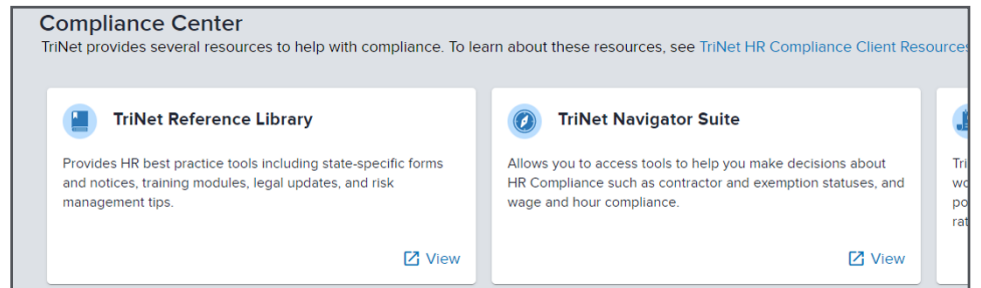 Compliance Center
TriNet provides several resources to help with compliance. To learn about these resources, see TriNet HR Compliance Client Resources
TriNet Reference Library
Provides HR best practice tools including state-specific forms
and notices, training modules, legal updates, and risk
management tips.
View
TriNet Navigator Suite
Allows you to access tools to help you make decisions about
HR Compliance such as contractor and exemption statuses, and
wage and hour compliance.
View